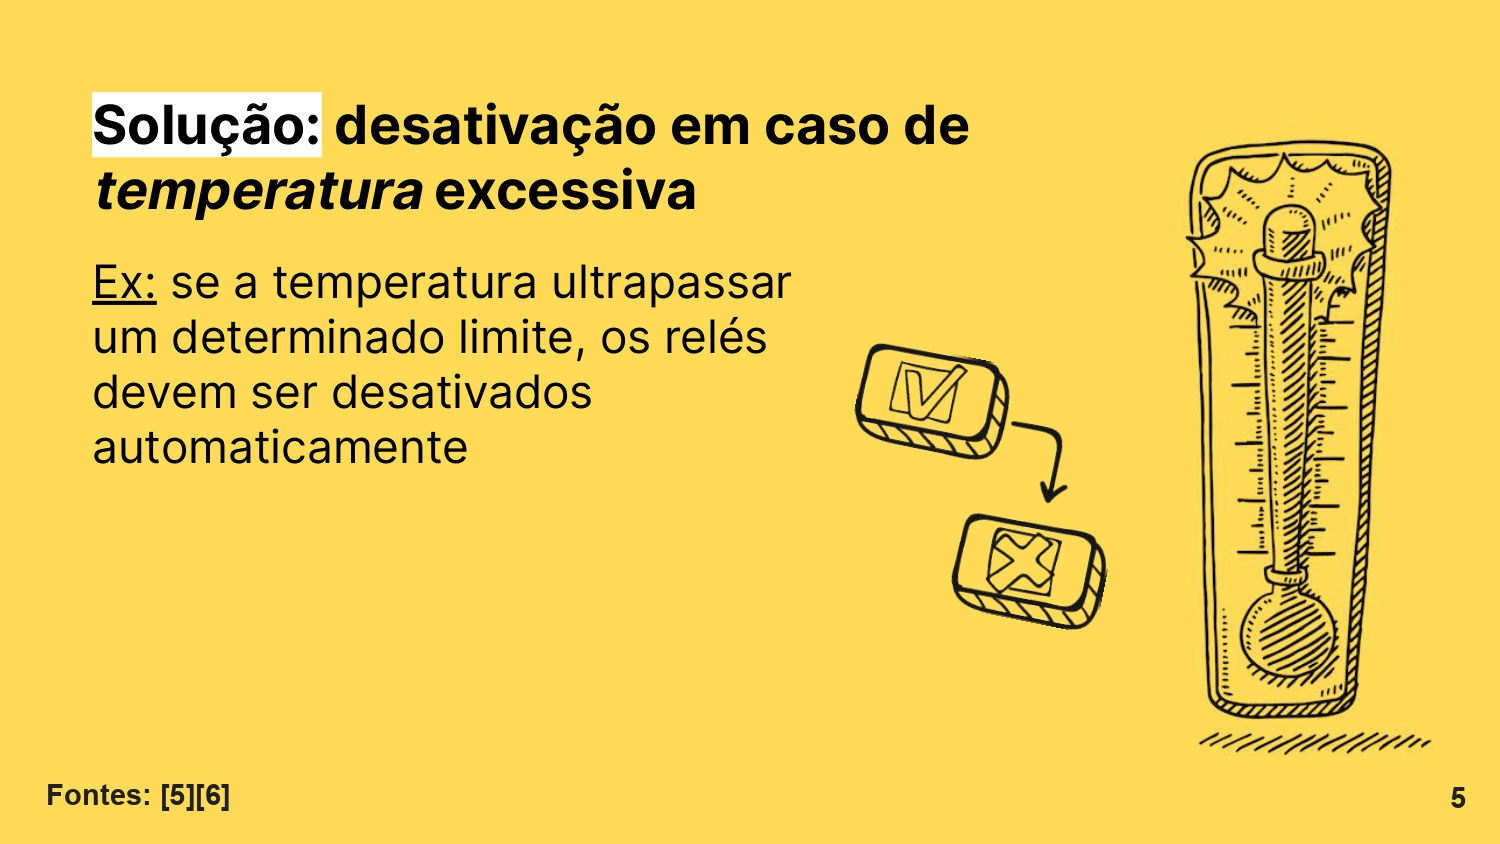 Solução: desativação em caso de
temperatura excessiva
Ex: se a temperatura ultrapassar
um determinado limite, os relés
devem ser desativados
automaticamente
Fontes: [5][6]
5